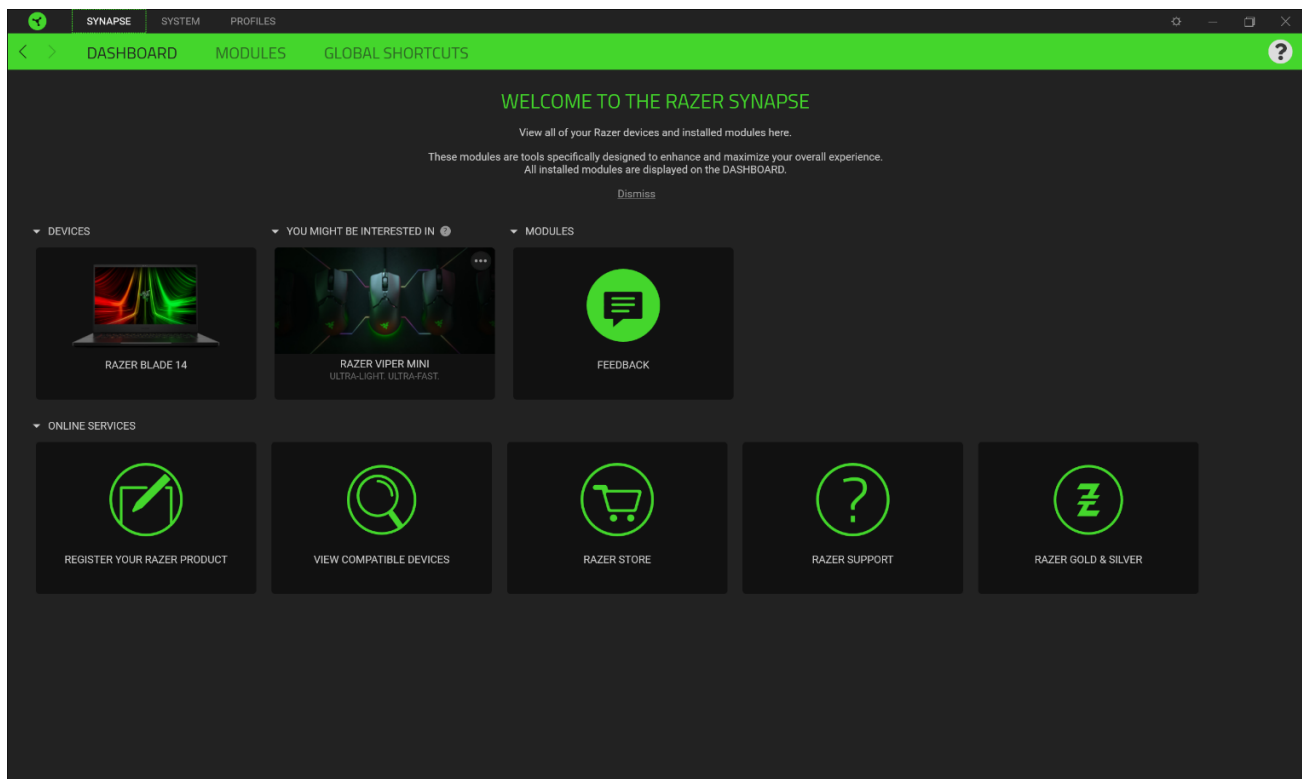 SYNAPSE SYSTEM PROFILES
DASHBOARD MODULES GLOBAL SHORTCUTS ?
WELCOME TO THE RAZER SYNAPSE
View all of your Razer devices and installed modules here.
These modules are tools specifically designed to enhance and maximize your overall experience.
All installed modules are displayed on the DASHBOARD.
Dismiss
DEVICES
YOU MIGHT BE INTERESTED IN ?
MODULES
RAZER BLADE 14
RAZER VIPER MINI
ULTRA-LIGHT. ULTRA-FAST.
FEEDBACK
ONLINE SERVICES
REGISTER YOUR RAZER PRODUCT
VIEW COMPATIBLE DEVICES
RAZER STORE
RAZER SUPPORT
RAZER GOLD & SILVER